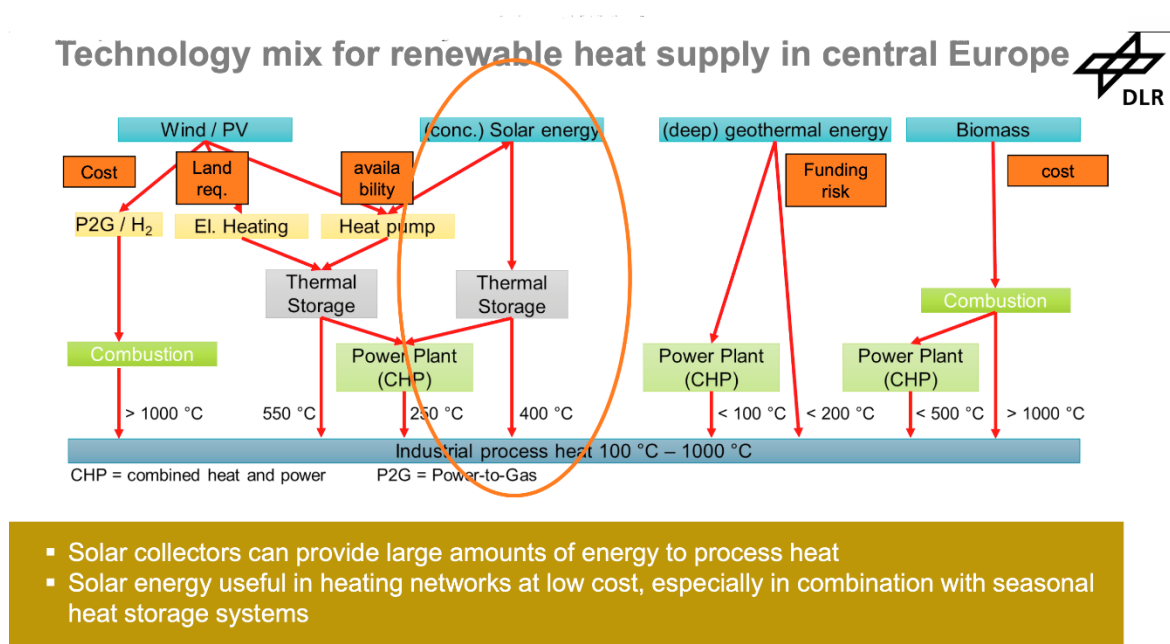 Technology mix for renewable heat supply in central Europe
DLR
Wind / PV
(conc.) Solar energy
(deep) geothermal energy
Biomass
Cost
Land
req.
availa
bility
Funding
risk
cost
P2G / H₂
El. Heating
Heat pump
Thermal
Storage
Thermal
Storage
Combustion
Combustion
Power Plant
(CHP)
Power Plant
(CHP)
Power Plant
(CHP)
> 1000 °C
550 °C
250 °C
400 °C
< 100 °C
< 200 °C
< 500 °C
> 1000 °C
Industrial process heat 100 °C – 1000 °C
CHP = combined heat and power
P2G = Power-to-Gas
▪ Solar collectors can provide large amounts of energy to process heat
▪ Solar energy useful in heating networks at low cost, especially in combination with seasonal
heat storage systems